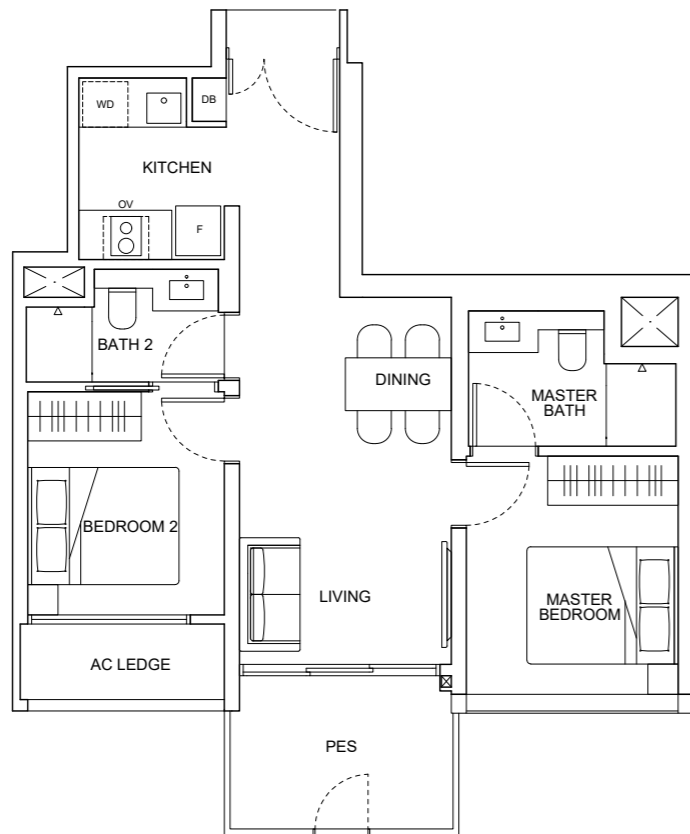 WD
DB
KITCHEN
OV
F
BATH 2
DINING
MASTER
BATH
BEDROOM 2
LIVING
MASTER
BEDROOM
AC LEDGE
PES